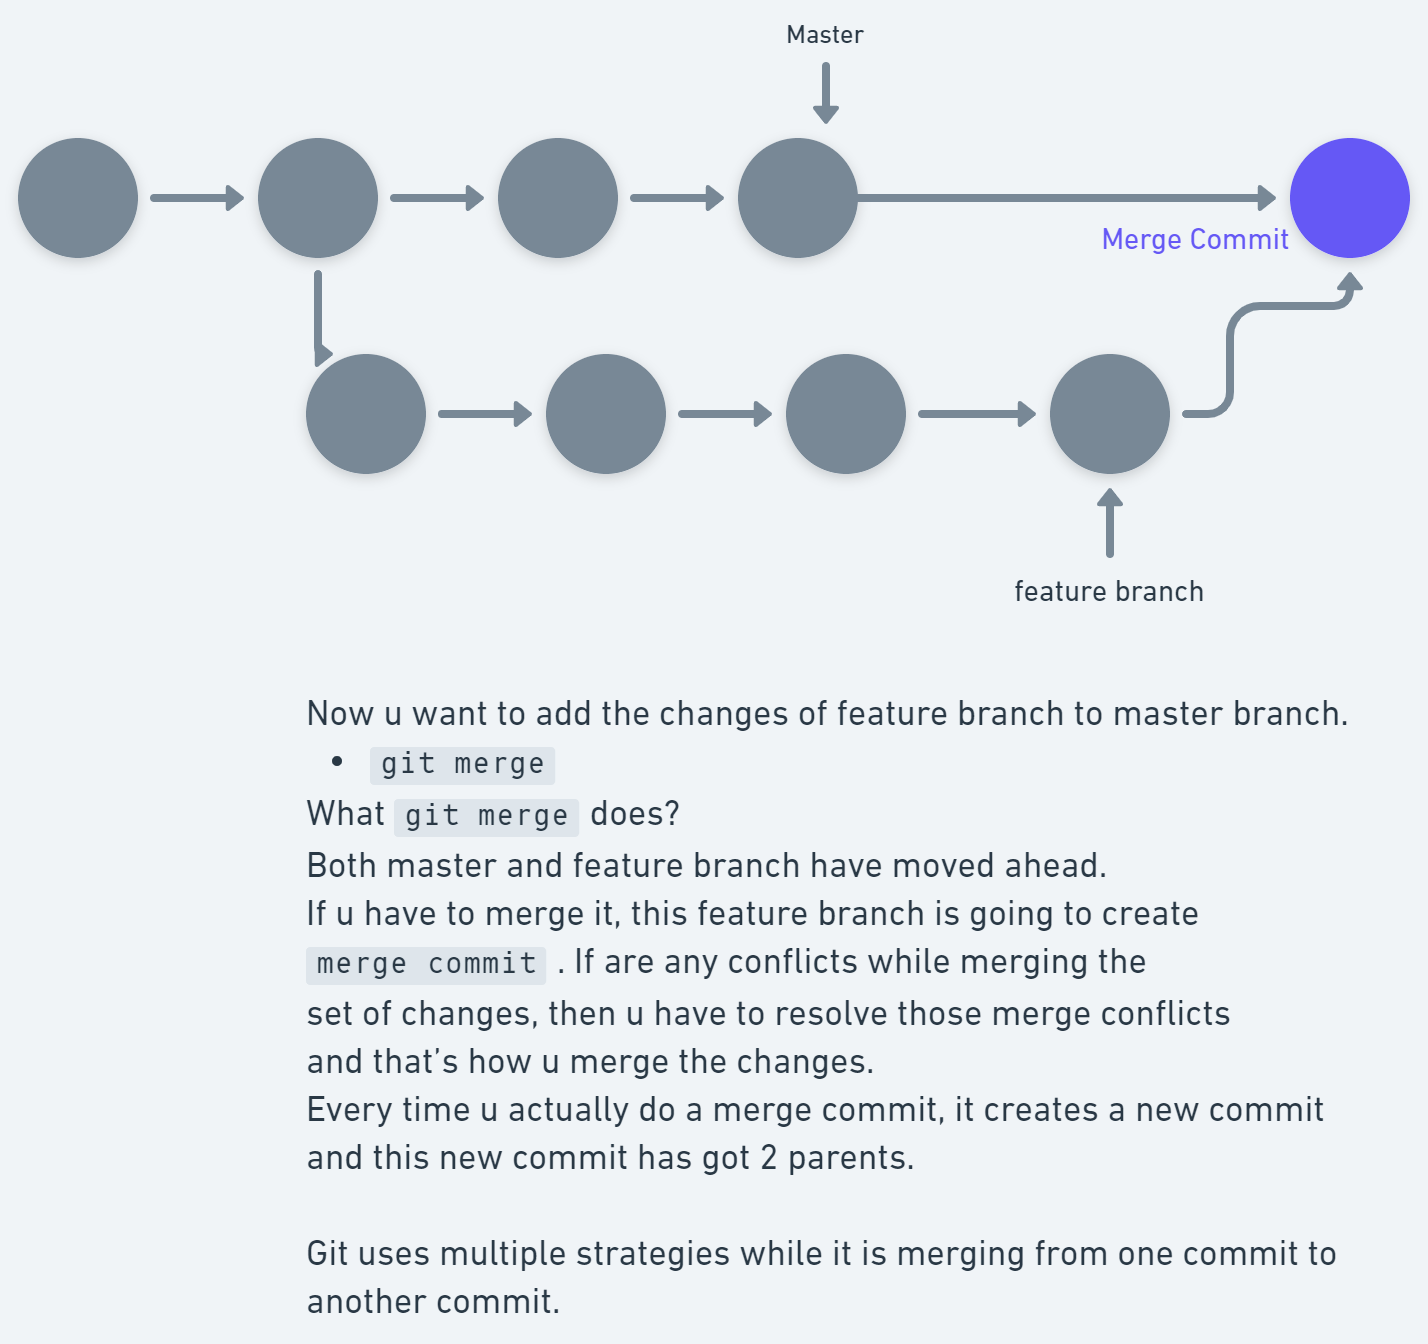 Master
Merge Commit
feature branch
Now u want to add the changes of feature branch to master branch.
• git merge
What git merge does?
Both master and feature branch have moved ahead.
If u have to merge it, this feature branch is going to create
merge commit . If are any conflicts while merging the
set of changes, then u have to resolve those merge conflicts
and that’s how u merge the changes.
Every time u actually do a merge commit, it creates a new commit
and this new commit has got 2 parents.
Git uses multiple strategies while it is merging from one commit to
another commit.